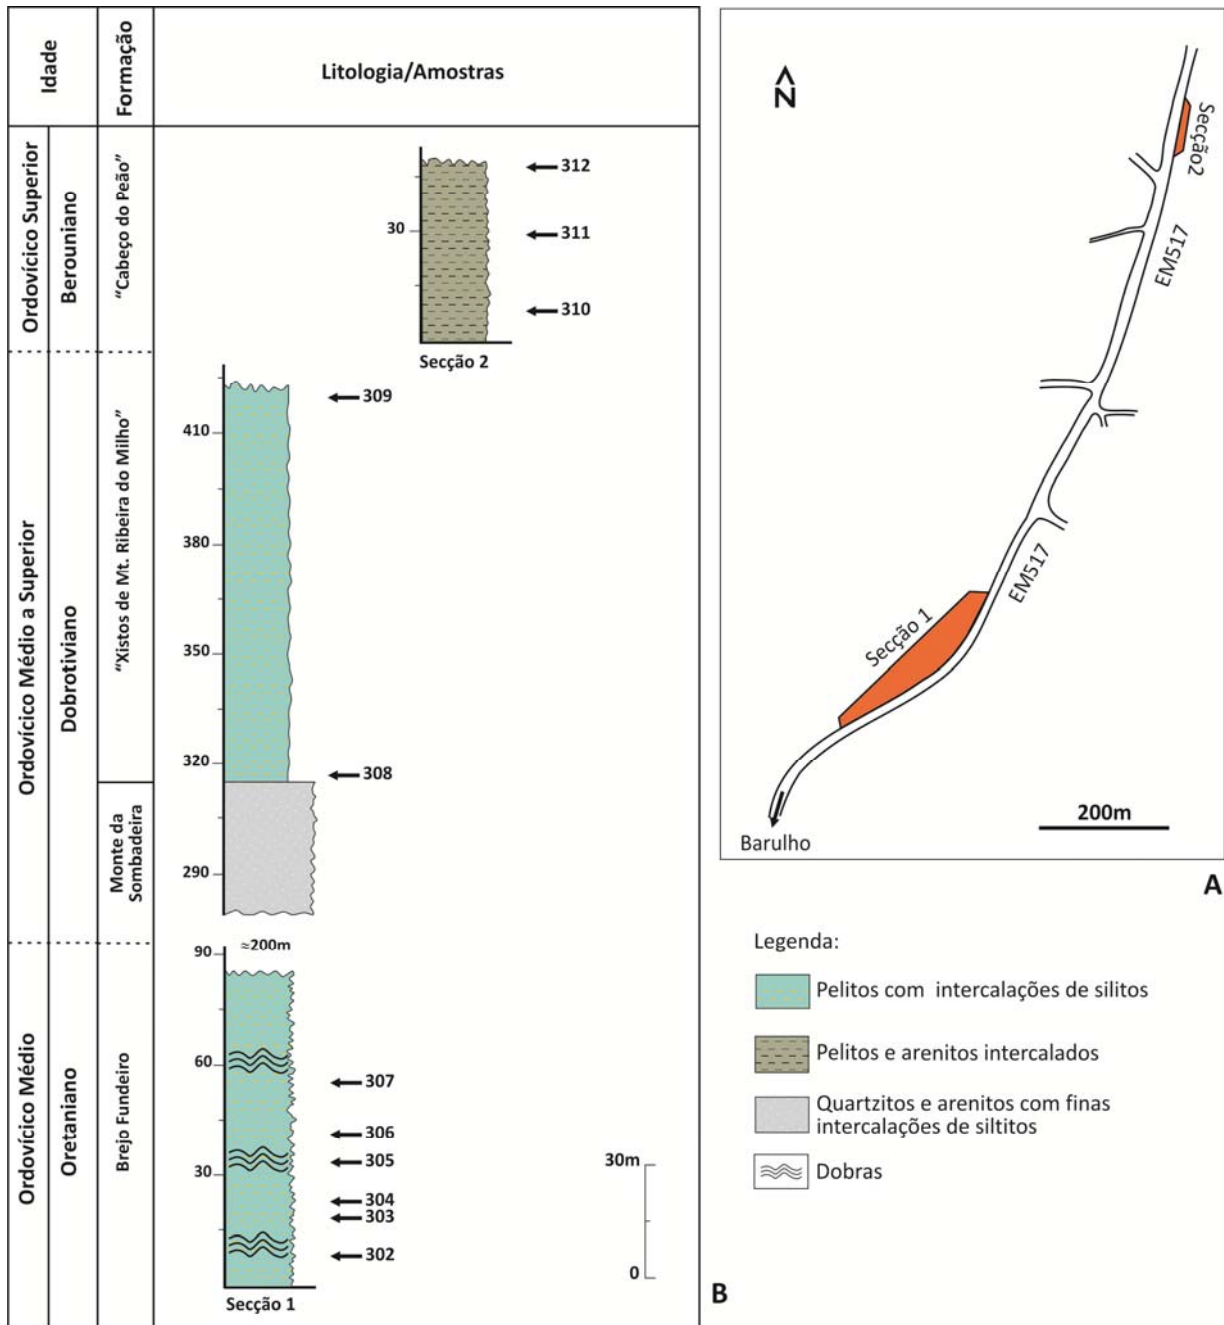 Idade
Formação
Litologia/Amostras
Ordovícico Superior
Berouniano
“Cabeço do Peão”
312
30
311
310
Secção 2
Ordovícico Médio a Superior
Dobrotiviano
“Xistos de Mt. Ribeira do Milho”
309
410
380
350
320
308
Monte da
Sombadeira
290
Ordovícico Médio
Oretaniano
Brejo Fundeiro
90
≈200m
60
307
306
305
30
304
303
302
Secção 1
30m
0
B
N
Secção2
EM517
EM517
Secção 1
200m
Barulho
A
Legenda:
Pelitos com intercalações de silitos
Pelitos e arenitos intercalados
Quartzitos e arenitos com finas
intercalações de siltitos
Dobras